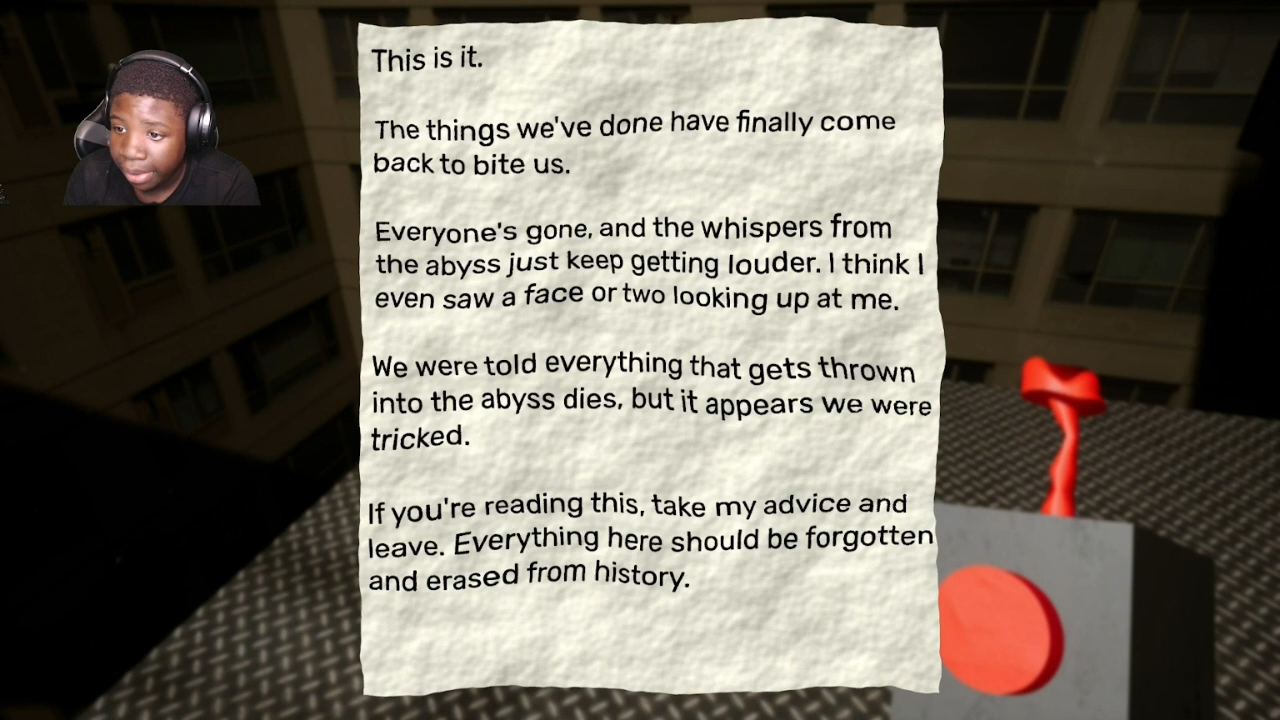 This is it.
The things we've done have finally come
back to bite us.
Everyone's gone, and the whispers from
the abyss just keep getting louder. I think I
even saw a face or two looking up at me.
We were told everything that gets thrown
into the abyss dies, but it appears we were
tricked.
If you're reading this, take my advice and
leave. Everything here should be forgotten
and erased from history.